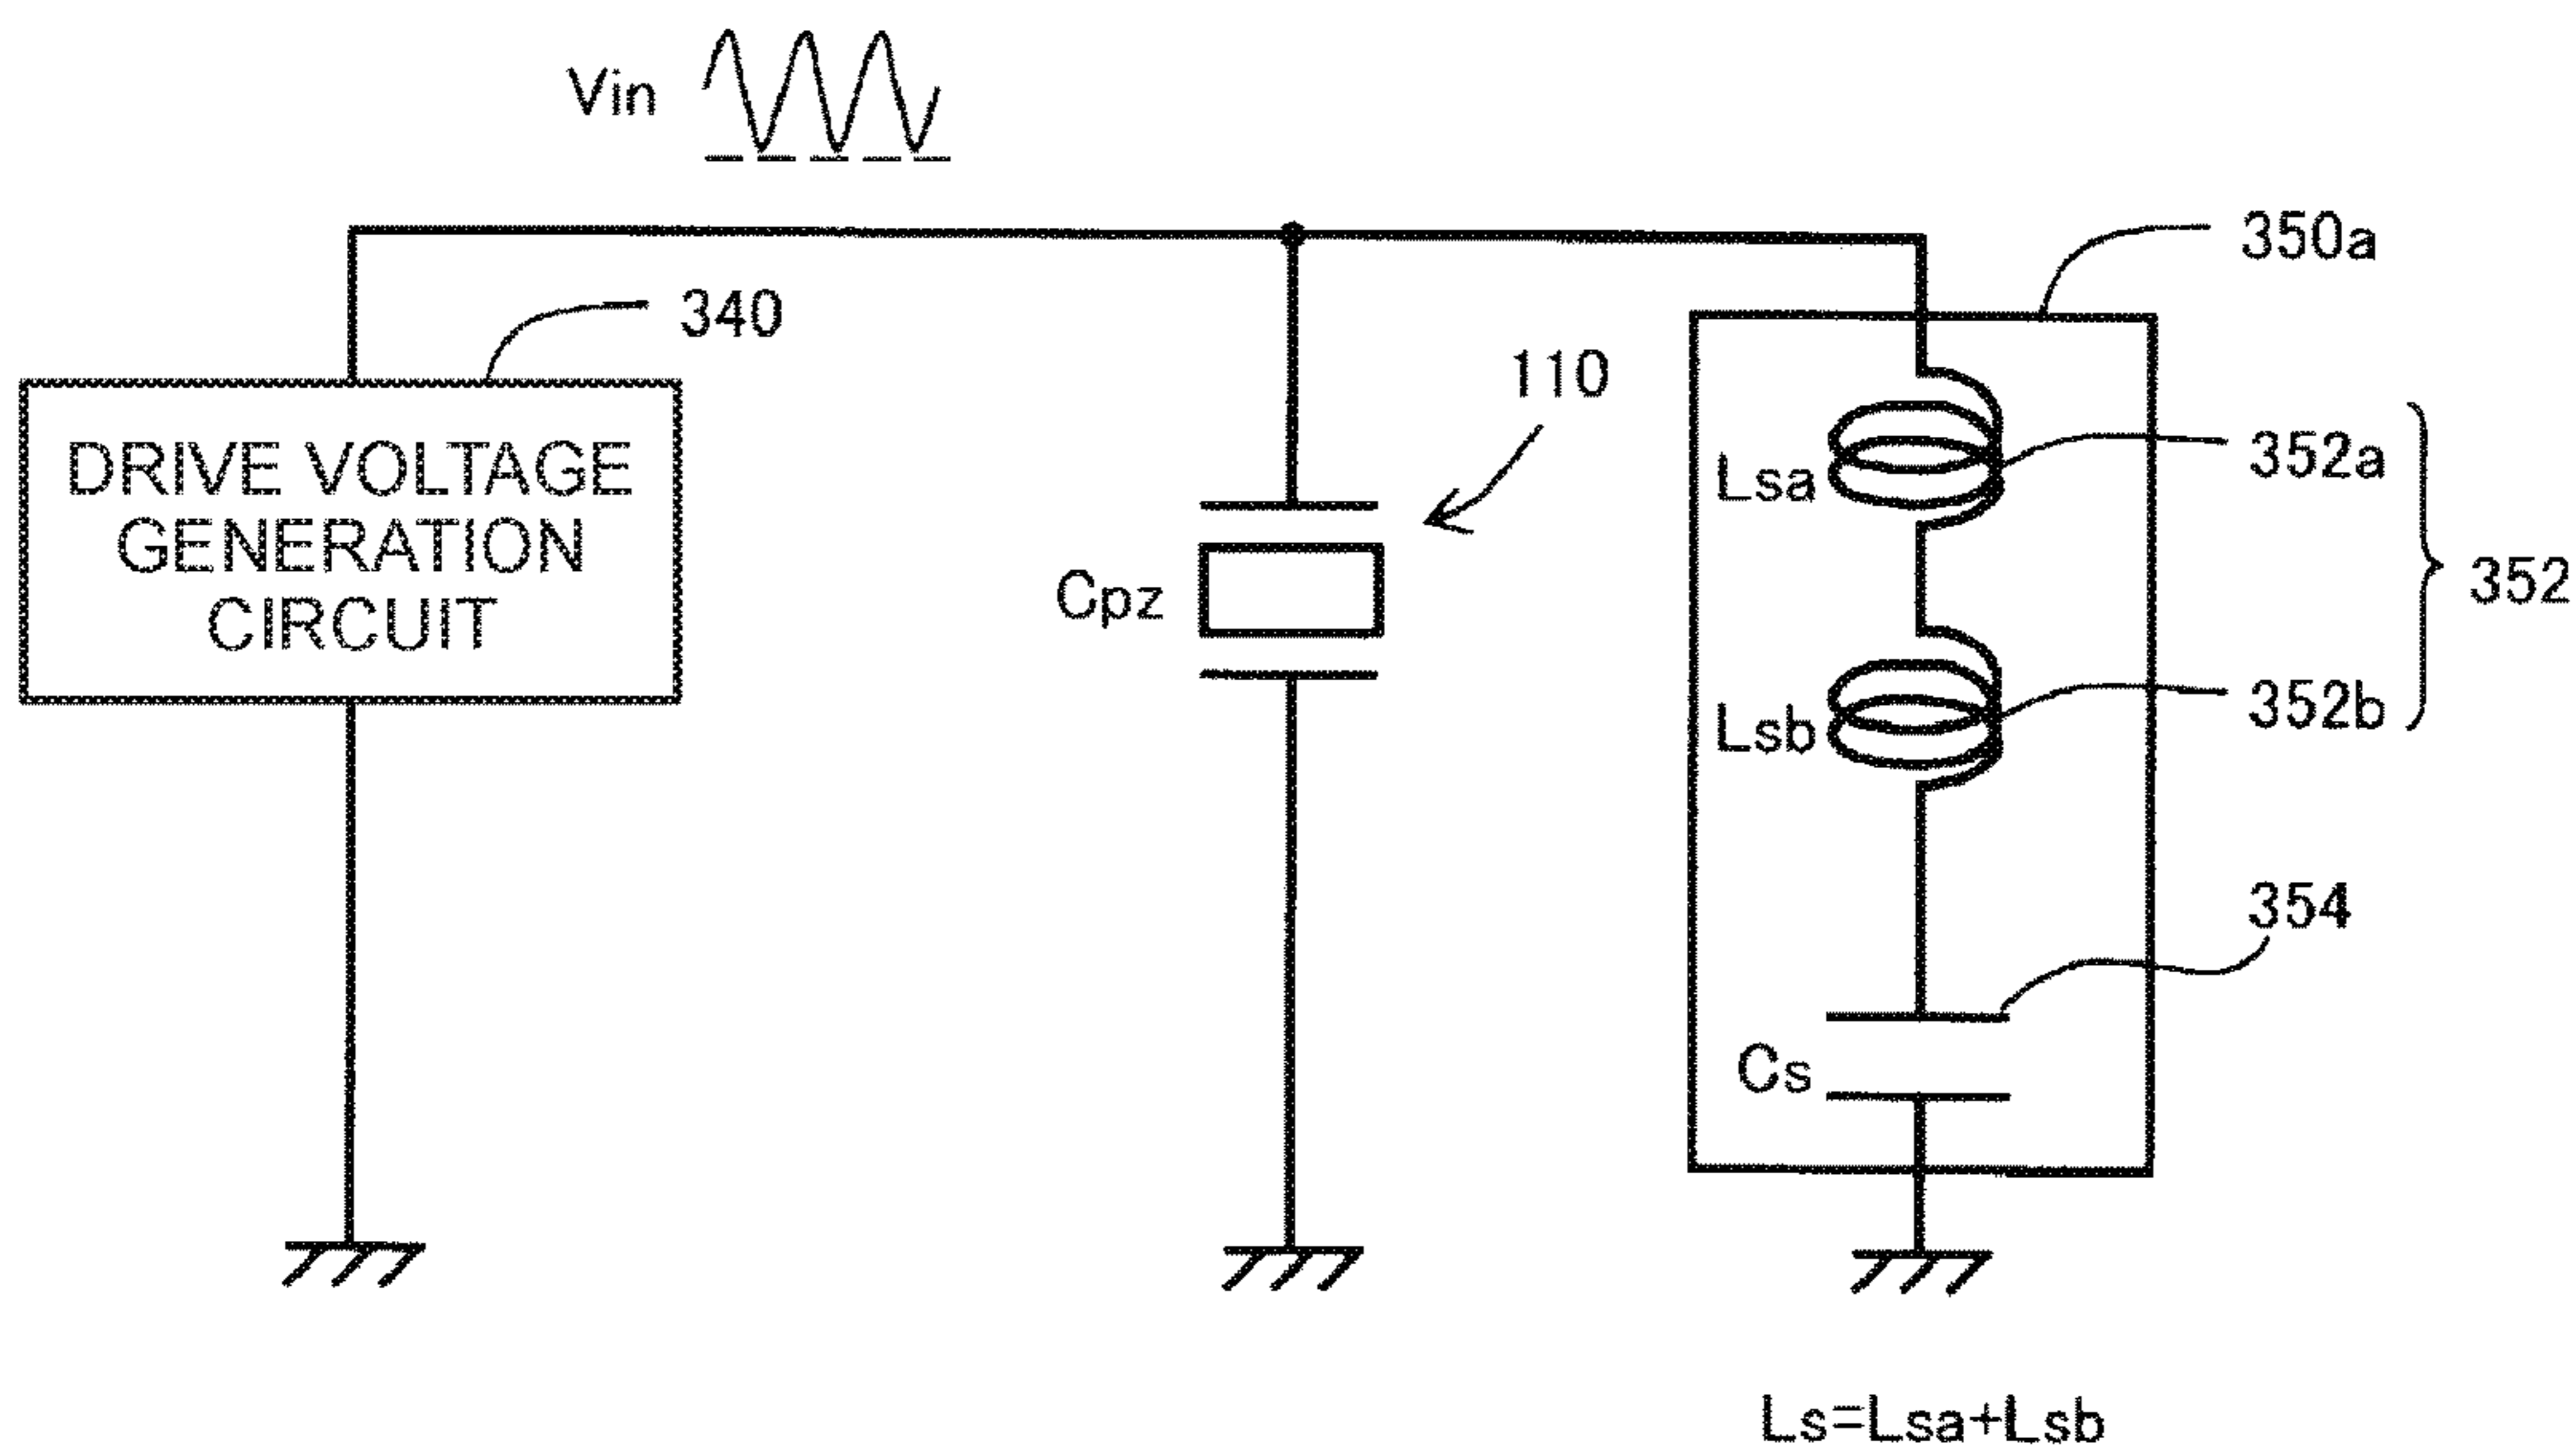 Vin
350a
340
110
DRIVE VOLTAGE
GENERATION
CIRCUIT
Lsa
352a
Cpz
352
Lsb
352b
354
Cs
Ls=Lsa+Lsb